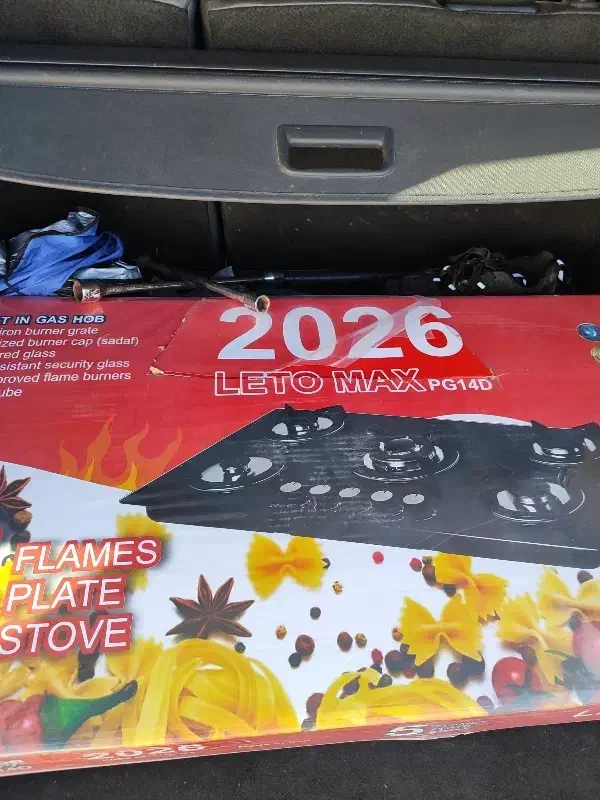 T IN GAS HOB
iron burner grate
ized burner cap (sadaf)
red glass
sistant security glass
proved flame burners
ube
2026
LETO MAX PG14D
FLAMES
PLATE
STOVE
2026
5